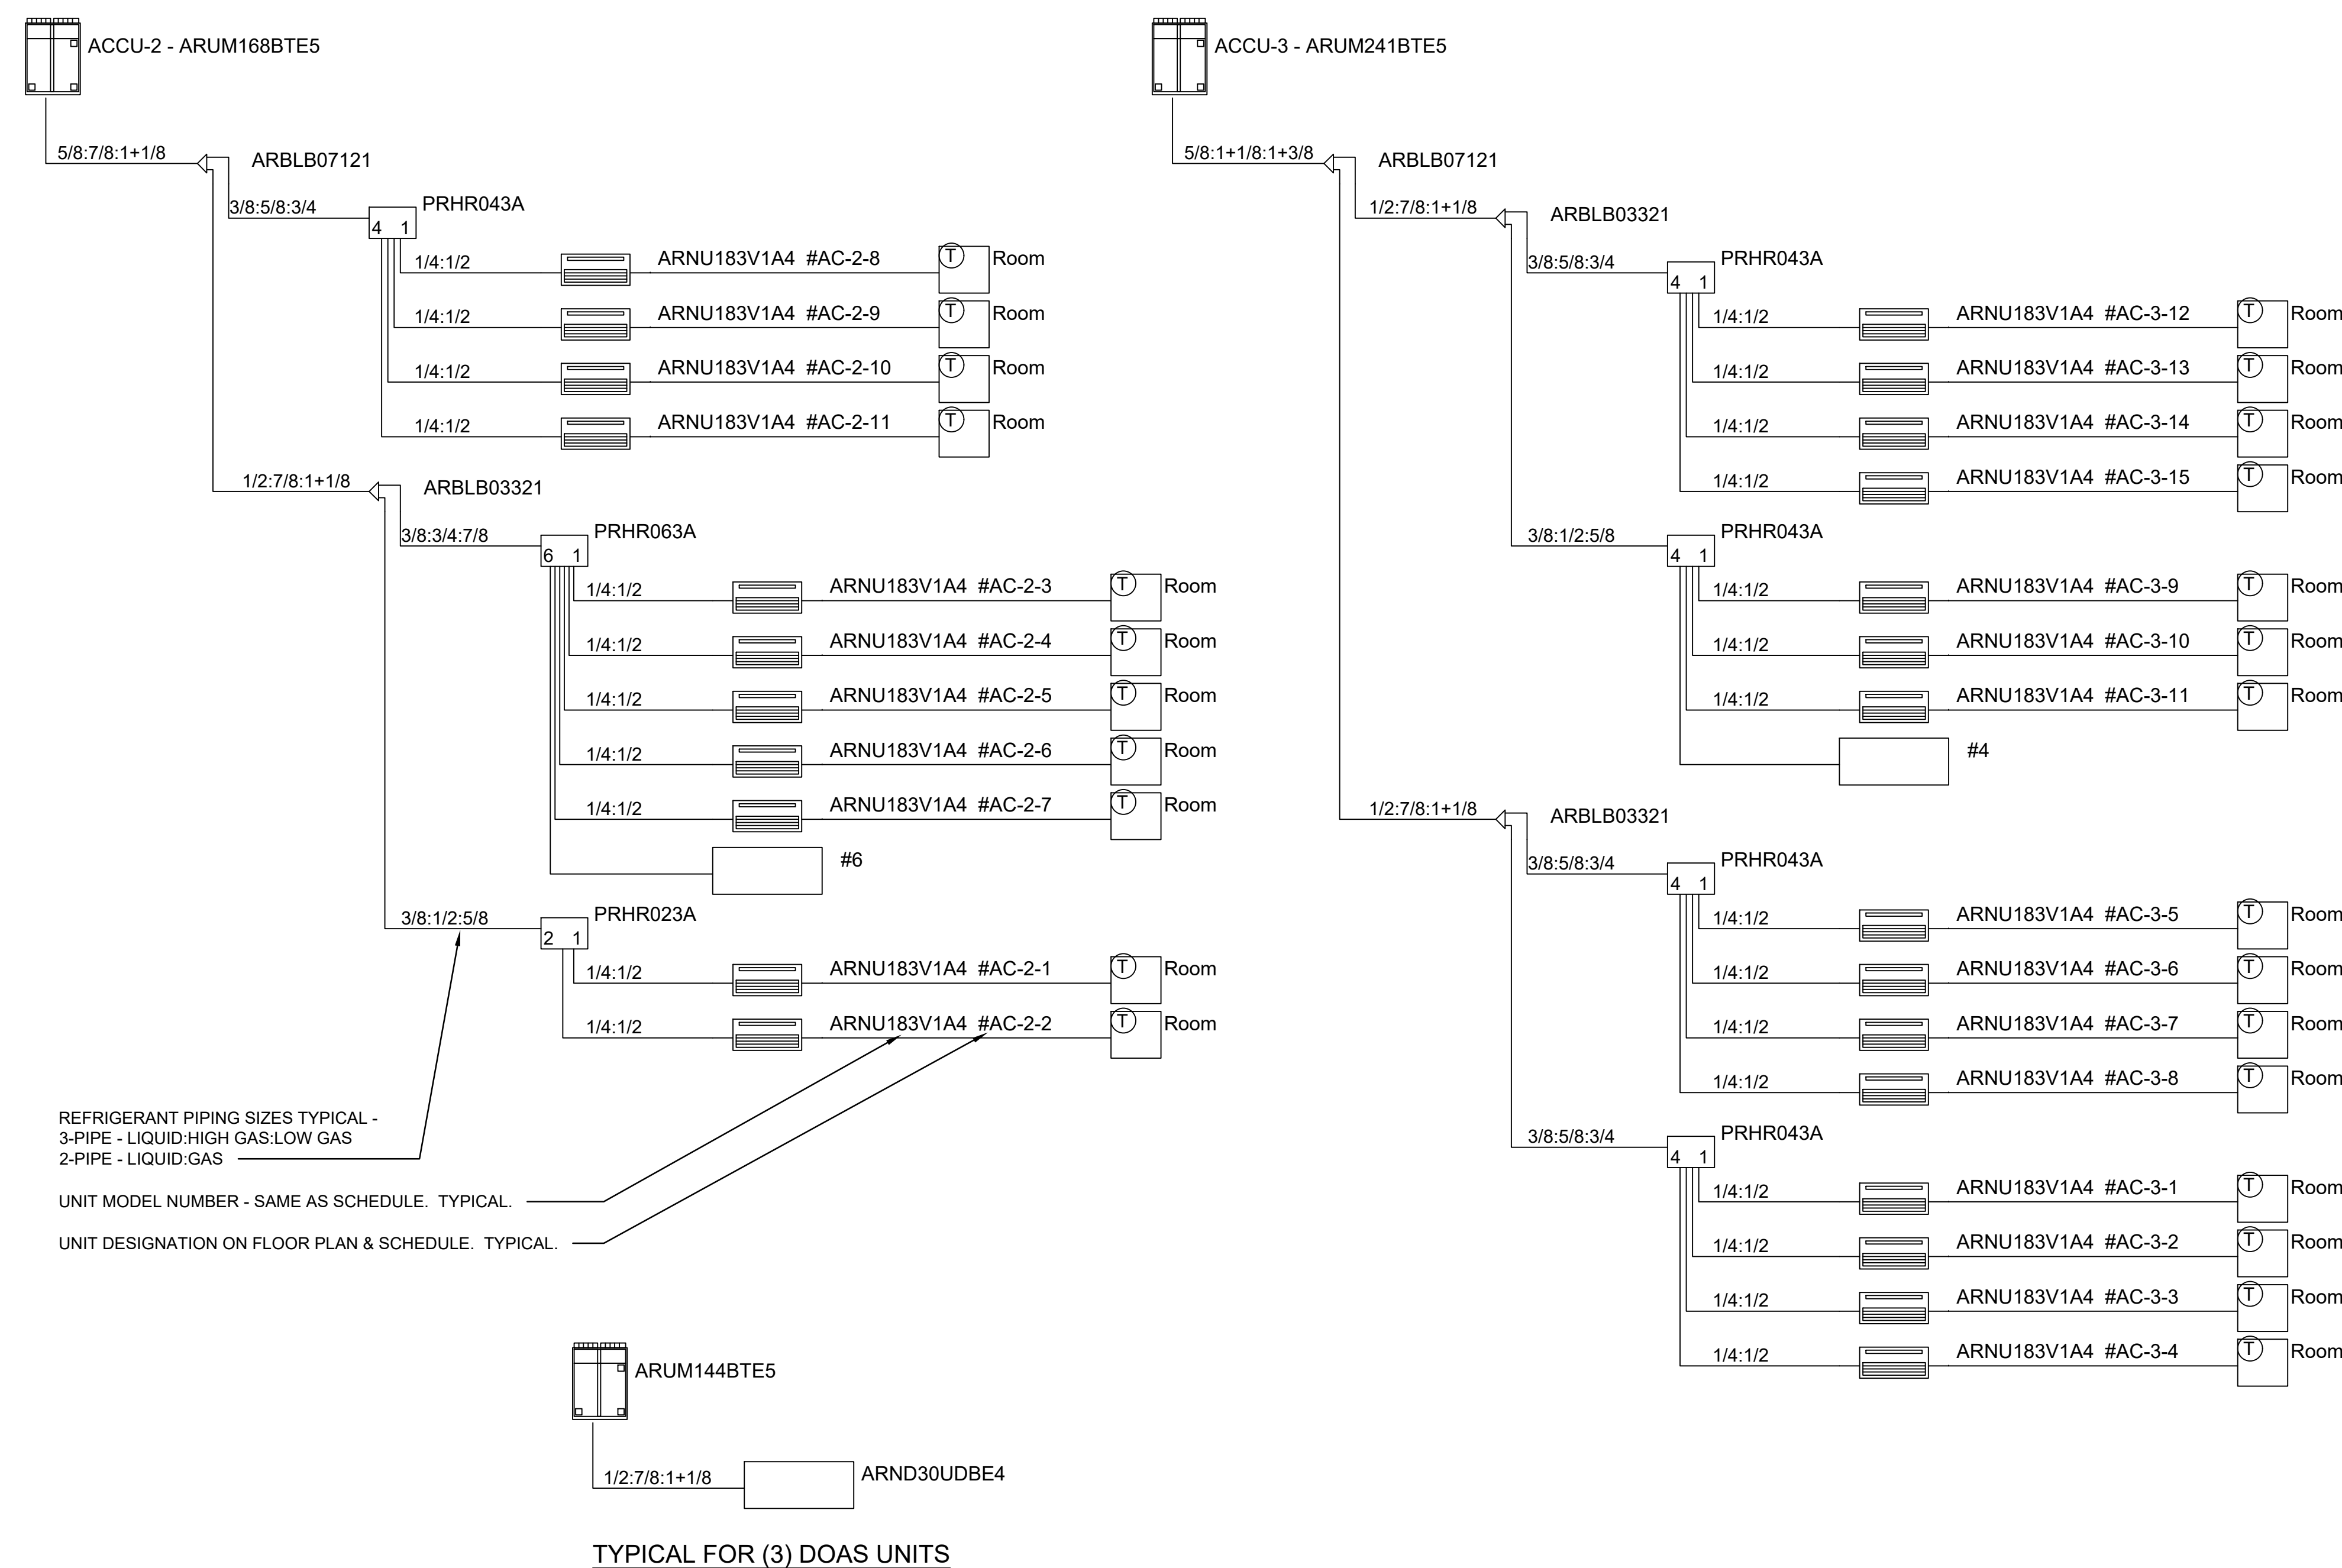 ACCU-2 - ARUM168BTE5
5/8:7/8:1+1/8
ARBLB07121
3/8:5/8:3/4
PRHR043A
4 1
1/4:1/2
ARNU183V1A4 #AC-2-8
T
Room
1/4:1/2
ARNU183V1A4 #AC-2-9
T
Room
1/4:1/2
ARNU183V1A4 #AC-2-10
T
Room
1/4:1/2
ARNU183V1A4 #AC-2-11
T
Room
1/2:7/8:1+1/8
ARBLB03321
3/8:3/4:7/8
PRHR063A
6 1
1/4:1/2
ARNU183V1A4 #AC-2-3
T
Room
1/4:1/2
ARNU183V1A4 #AC-2-4
T
Room
1/4:1/2
ARNU183V1A4 #AC-2-5
T
Room
1/4:1/2
ARNU183V1A4 #AC-2-6
T
Room
1/4:1/2
ARNU183V1A4 #AC-2-7
T
Room
#6
3/8:1/2:5/8
PRHR023A
2 1
1/4:1/2
ARNU183V1A4 #AC-2-1
T
Room
1/4:1/2
ARNU183V1A4 #AC-2-2
T
Room
REFRIGERANT PIPING SIZES TYPICAL -
3-PIPE - LIQUID:HIGH GAS:LOW GAS
2-PIPE - LIQUID:GAS
UNIT MODEL NUMBER - SAME AS SCHEDULE. TYPICAL.
UNIT DESIGNATION ON FLOOR PLAN & SCHEDULE. TYPICAL.
ARUM144BTE5
1/2:7/8:1+1/8
ARND30UDBE4
TYPICAL FOR (3) DOAS UNITS
ACCU-3 - ARUM241BTE5
5/8:1+1/8:1+3/8
ARBLB07121
1/2:7/8:1+1/8
ARBLB03321
3/8:5/8:3/4
PRHR043A
4 1
1/4:1/2
ARNU183V1A4 #AC-3-12
T
Room
1/4:1/2
ARNU183V1A4 #AC-3-13
T
Room
1/4:1/2
ARNU183V1A4 #AC-3-14
T
Room
1/4:1/2
ARNU183V1A4 #AC-3-15
T
Room
3/8:1/2:5/8
PRHR043A
4 1
1/4:1/2
ARNU183V1A4 #AC-3-9
T
Room
1/4:1/2
ARNU183V1A4 #AC-3-10
T
Room
1/4:1/2
ARNU183V1A4 #AC-3-11
T
Room
#4
1/2:7/8:1+1/8
ARBLB03321
3/8:5/8:3/4
PRHR043A
4 1
1/4:1/2
ARNU183V1A4 #AC-3-5
T
Room
1/4:1/2
ARNU183V1A4 #AC-3-6
T
Room
1/4:1/2
ARNU183V1A4 #AC-3-7
T
Room
1/4:1/2
ARNU183V1A4 #AC-3-8
T
Room
3/8:5/8:3/4
PRHR043A
4 1
1/4:1/2
ARNU183V1A4 #AC-3-1
T
Room
1/4:1/2
ARNU183V1A4 #AC-3-2
T
Room
1/4:1/2
ARNU183V1A4 #AC-3-3
T
Room
1/4:1/2
ARNU183V1A4 #AC-3-4
T
Room